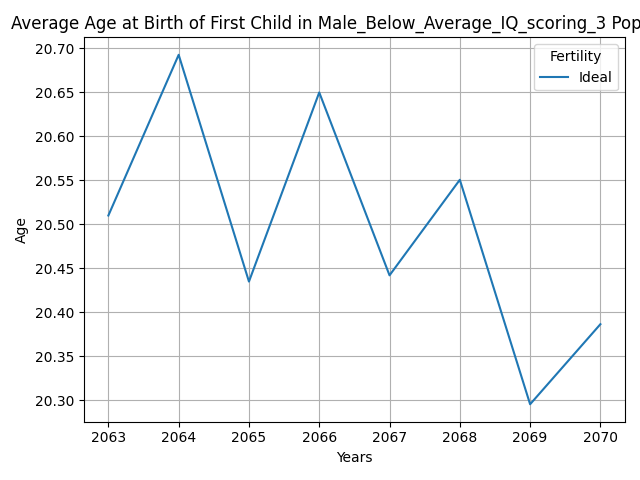 Average Age at Birth of First Child in Male_Below_Average_IQ_scoring_3 Pop
20.70
20.65
20.60
20.55
20.50
20.45
20.40
20.35
20.30
Age
Fertility
Ideal
2063 2064 2065 2066 2067 2068 2069 2070
Years